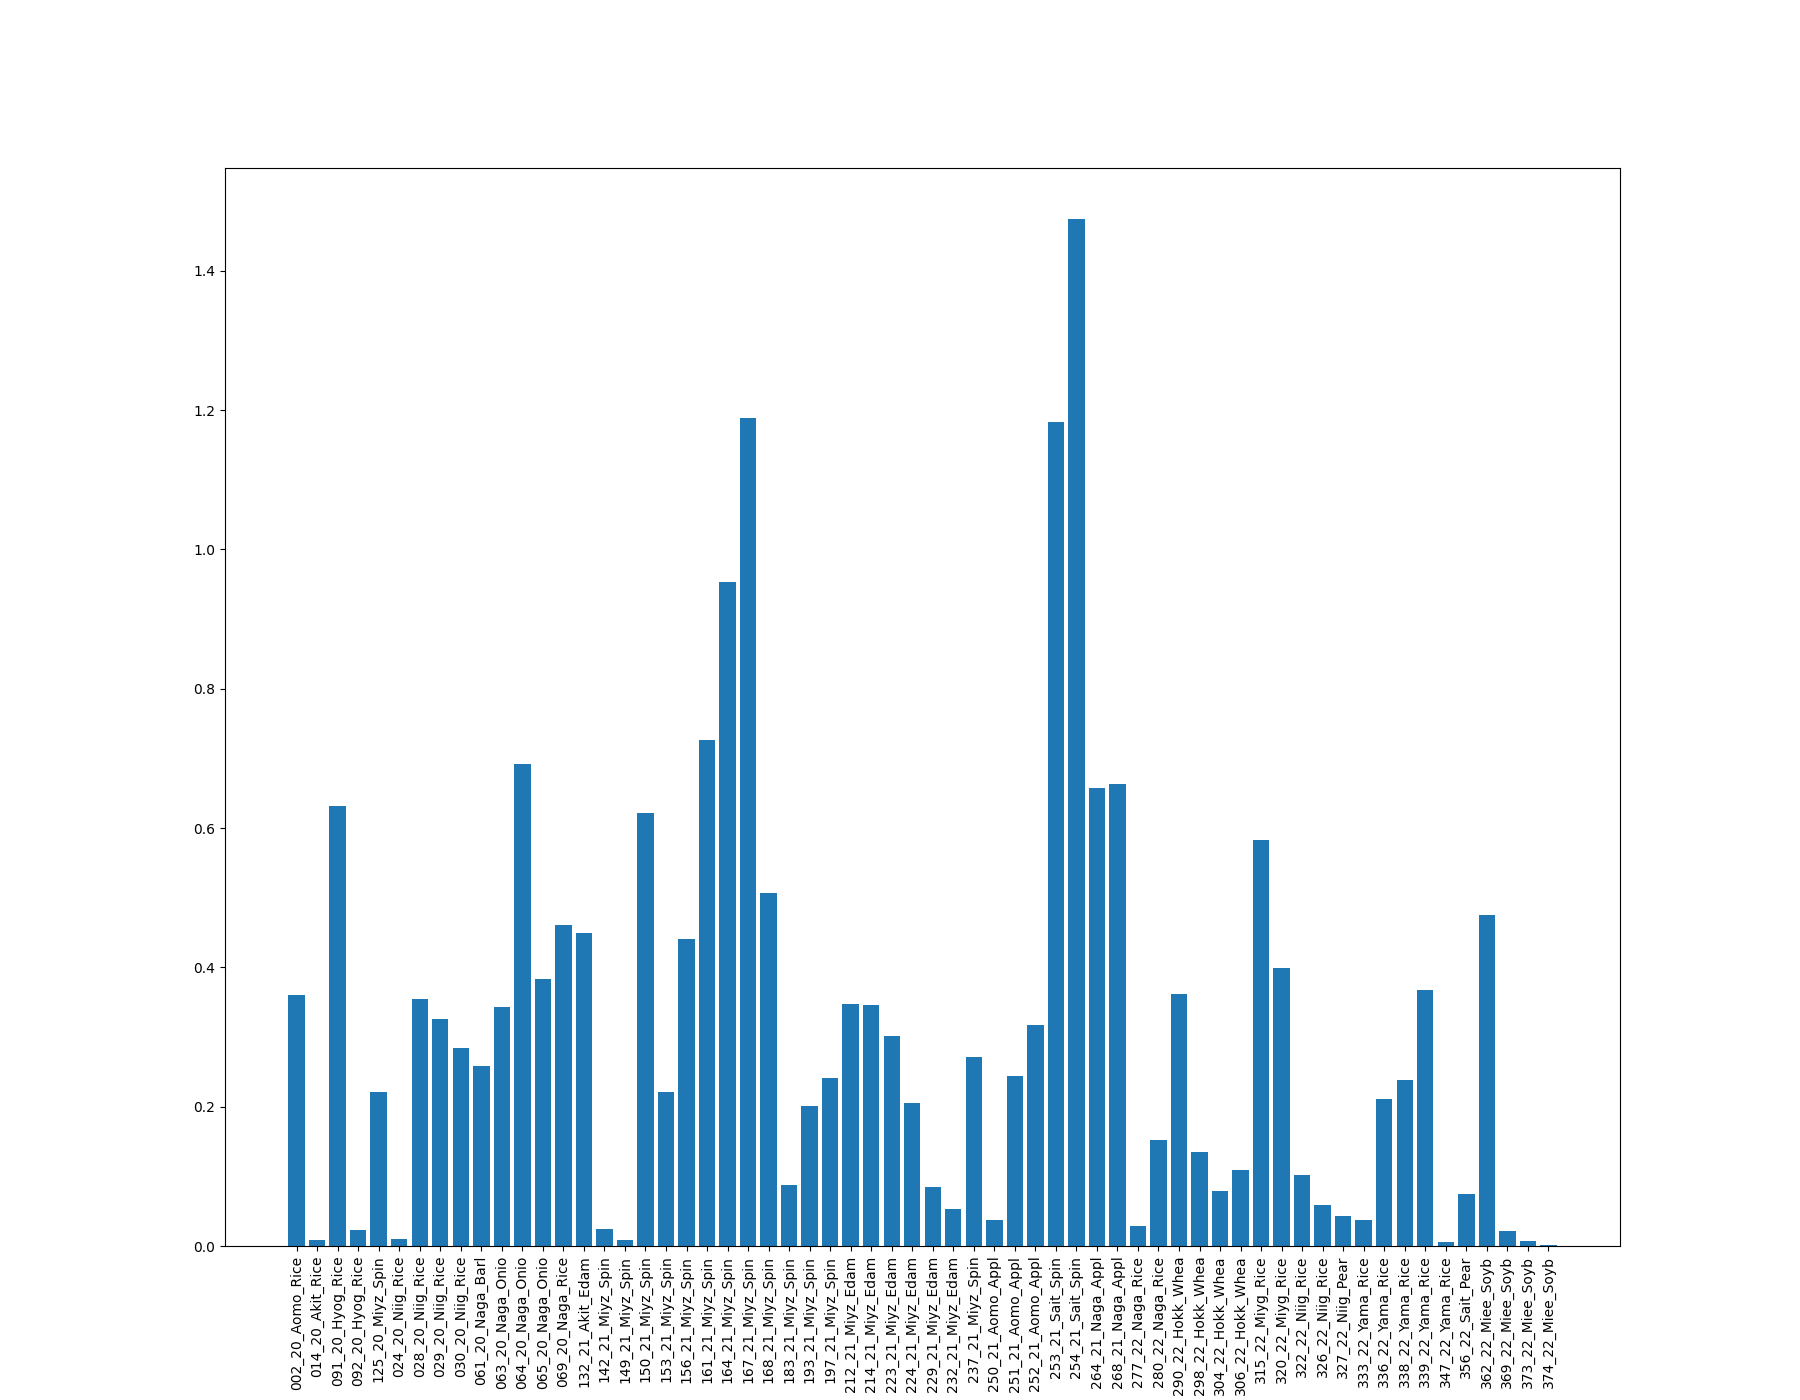 1.4
1.2
1.0
0.8
0.6
0.4
0.2
0.0
002_20_Aomo_Rice
014_20_Akit_Rice
091_20_Hyog_Rice
092_20_Hyog_Rice
125_20_Miyz_Spin
024_20_Niig_Rice
028_20_Niig_Rice
029_20_Niig_Rice
030_20_Niig_Rice
061_20_Naga_Barl
063_20_Naga_Onio
064_20_Naga_Onio
065_20_Naga_Onio
069_20_Naga_Rice
132_21_Akit_Edam
142_21_Miyz_Spin
149_21_Miyz_Spin
150_21_Miyz_Spin
153_21_Miyz_Spin
156_21_Miyz_Spin
161_21_Miyz_Spin
164_21_Miyz_Spin
167_21_Miyz_Spin
168_21_Miyz_Spin
183_21_Miyz_Spin
193_21_Miyz_Spin
197_21_Miyz_Spin
212_21_Miyz_Edam
214_21_Miyz_Edam
223_21_Miyz_Edam
224_21_Miyz_Edam
229_21_Miyz_Edam
232_21_Miyz_Edam
237_21_Miyz_Spin
250_21_Aomo_Appl
251_21_Aomo_Appl
252_21_Aomo_Appl
253_21_Sait_Spin
254_21_Sait_Spin
264_21_Naga_Appl
268_21_Naga_Appl
277_22_Naga_Rice
280_22_Naga_Rice
290_22_Hokk_Whea
298_22_Hokk_Whea
304_22_Hokk_Whea
306_22_Hokk_Whea
315_22_Miyg_Rice
320_22_Miyg_Rice
322_22_Niig_Rice
326_22_Niig_Rice
327_22_Niig_Pear
333_22_Yama_Rice
336_22_Yama_Rice
338_22_Yama_Rice
339_22_Yama_Rice
347_22_Yama_Rice
356_22_Sait_Pear
362_22_Miee_Soyb
369_22_Miee_Soyb
373_22_Miee_Soyb
374_22_Miee_Soyb